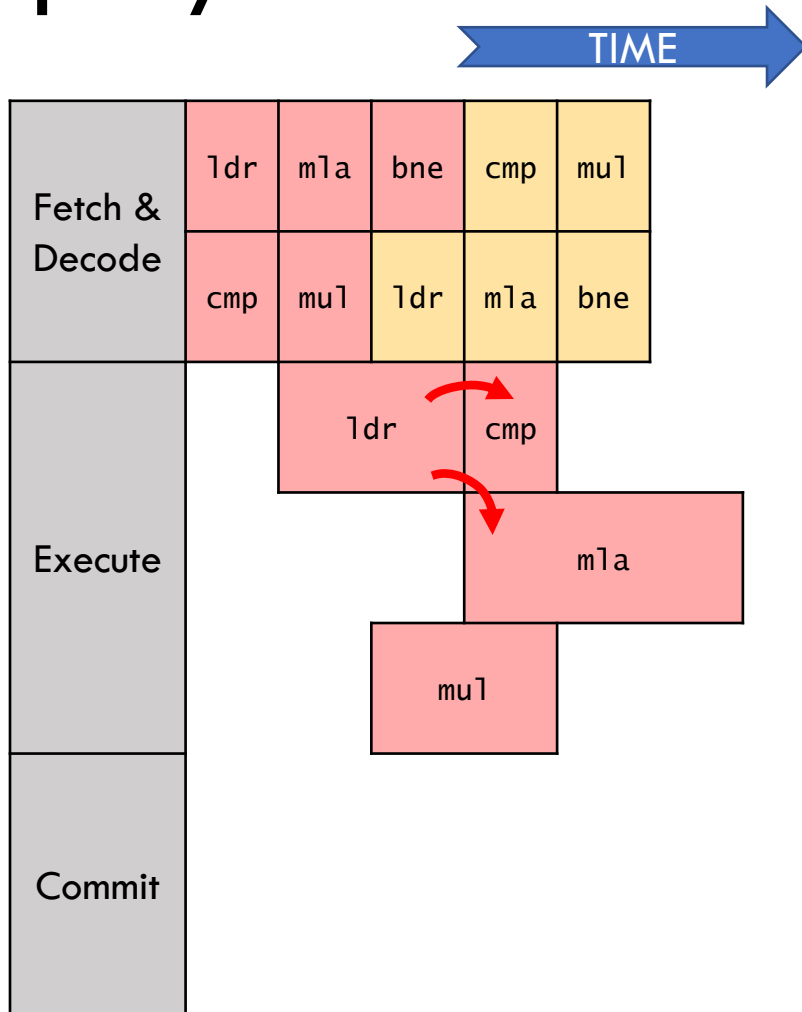 TIME
ldr mla bne cmp mul
Fetch &
Decode
cmp mul ldr mla bne
ldr cmp
Execute
mla
mul
Commit